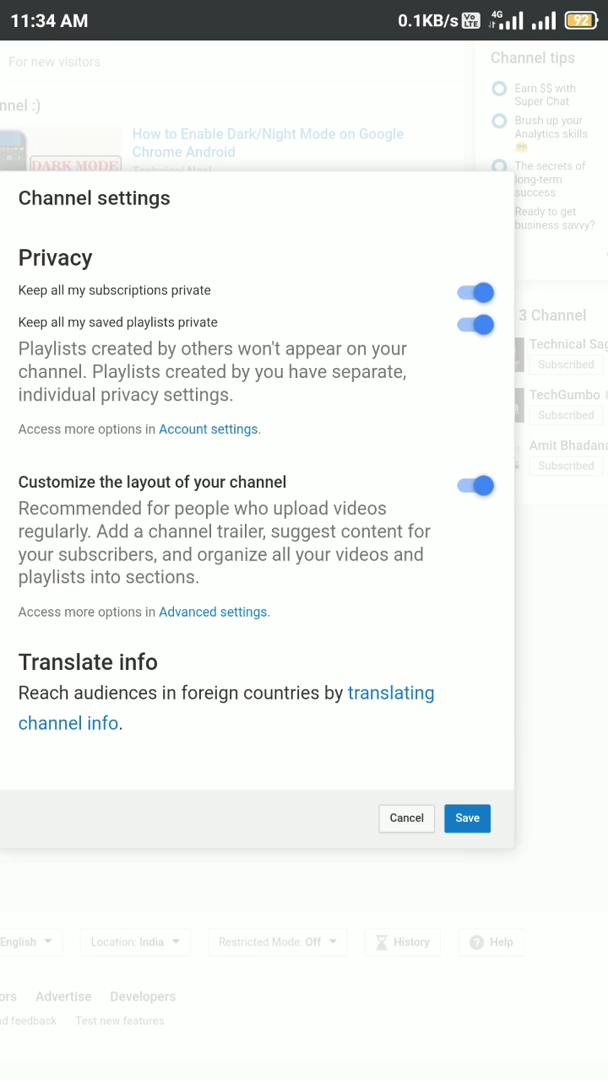 11:34 AM
0.1KB/s Vo LTE 4G 92
For new visitors
nnel :)
How to Enable Dark/Night Mode on Google
Chrome Android
DARK MODE
Channel tips
Earn $$ with
Super Chat
Brush up your
Analytics skills
The secrets of
long-term
success
Ready to get
business savvy?
Channel settings
Privacy
Keep all my subscriptions private
Keep all my saved playlists private
Playlists created by others won't appear on your
channel. Playlists created by you have separate,
individual privacy settings.
Access more options in Account settings.
Customize the layout of your channel
Recommended for people who upload videos
regularly. Add a channel trailer, suggest content for
your subscribers, and organize all your videos and
playlists into sections.
Access more options in Advanced settings.
Translate info
Reach audiences in foreign countries by translating
channel info.
Cancel
Save
3 Channel
Technical Sag
Subscribed
TechGumbo
Subscribed
Amit Bhadana
Subscribed
English
Location: India
Restricted Mode: Off
History
Help
ors
Advertise
Developers
nd feedback
Test new features